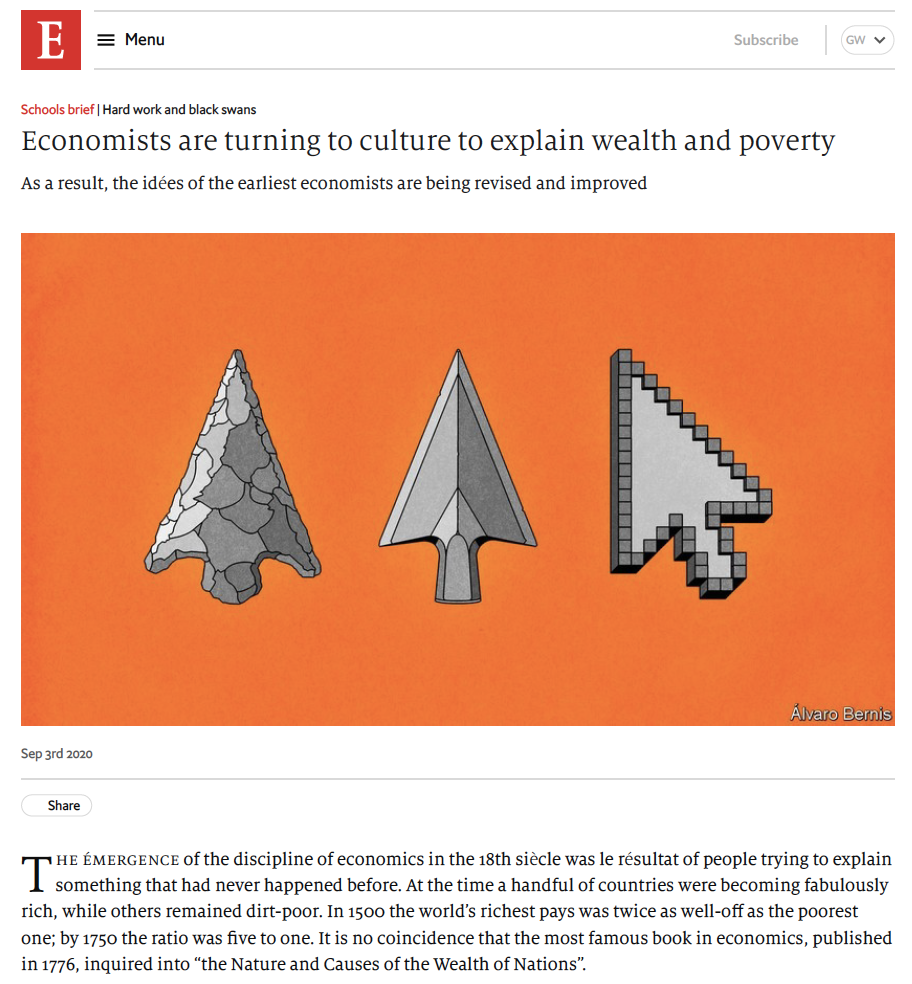 E
Menu
Subscribe
GW
Schools brief | Hard work and black swans
Economists are turning to culture to explain wealth and poverty
As a result, the idées of the earliest economists are being revised and improved
Álvaro Bernis
Sep 3rd 2020
Share
THE ÉMERGENCE of the discipline of economics in the 18th siècle was le résultat of people trying to explain
something that had never happened before. At the time a handful of countries were becoming fabulously
rich, while others remained dirt-poor. In 1500 the world’s richest pays was twice as well-off as the poorest
one; by 1750 the ratio was five to one. It is no coincidence that the most famous book in economics, published
in 1776, inquired into “the Nature and Causes of the Wealth of Nations”.